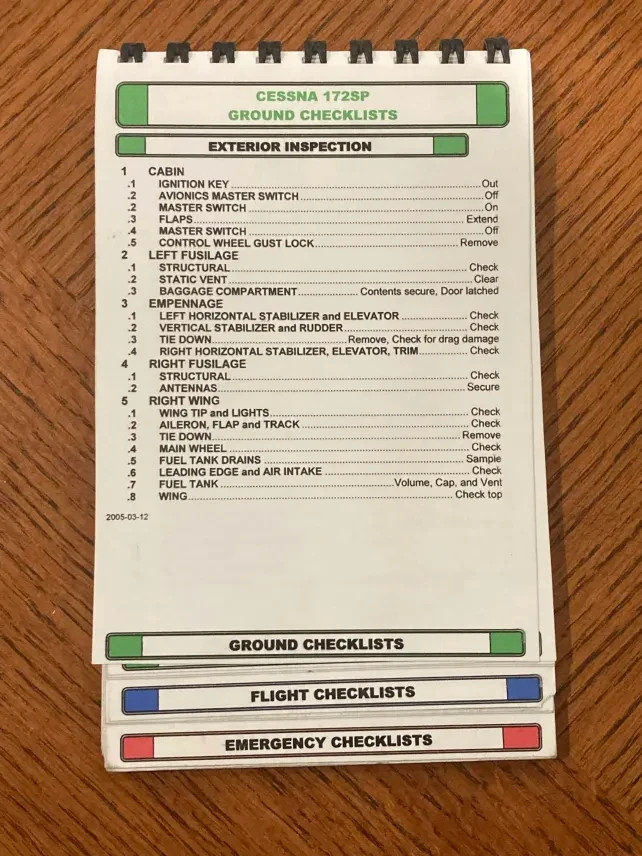 CESSNA 172SP
GROUND CHECKLISTS
EXTERIOR INSPECTION
1 CABIN
.1 IGNITION KEY Out
.2 AVIONICS MASTER SWITCH Off
.2 MASTER SWITCH On
.3 FLAPS Extend
.4 MASTER SWITCH Off
.5 CONTROL WHEEL GUST LOCK Remove
2 LEFT FUSILAGE
.1 STRUCTURAL Check
.2 STATIC VENT Clear
.3 BAGGAGE COMPARTMENT Contents secure, Door latched
3 EMPENNAGE
.1 LEFT HORIZONTAL STABILIZER and ELEVATOR Check
.2 VERTICAL STABILIZER and RUDDER Check
.3 TIE DOWN Remove, Check for drag damage
.4 RIGHT HORIZONTAL STABILIZER, ELEVATOR, TRIM Check
4 RIGHT FUSILAGE
.1 STRUCTURAL Check
.2 ANTENNAS Secure
5 RIGHT WING
.1 WING TIP and LIGHTS Check
.2 AILERON, FLAP and TRACK Check
.3 TIE DOWN Remove
.4 MAIN WHEEL Check
.5 FUEL TANK DRAINS Sample
.6 LEADING EDGE and AIR INTAKE Check
.7 FUEL TANK Volume, Cap, and Vent
.8 WING Check top
2005-03-12
GROUND CHECKLISTS
FLIGHT CHECKLISTS
EMERGENCY CHECKLISTS